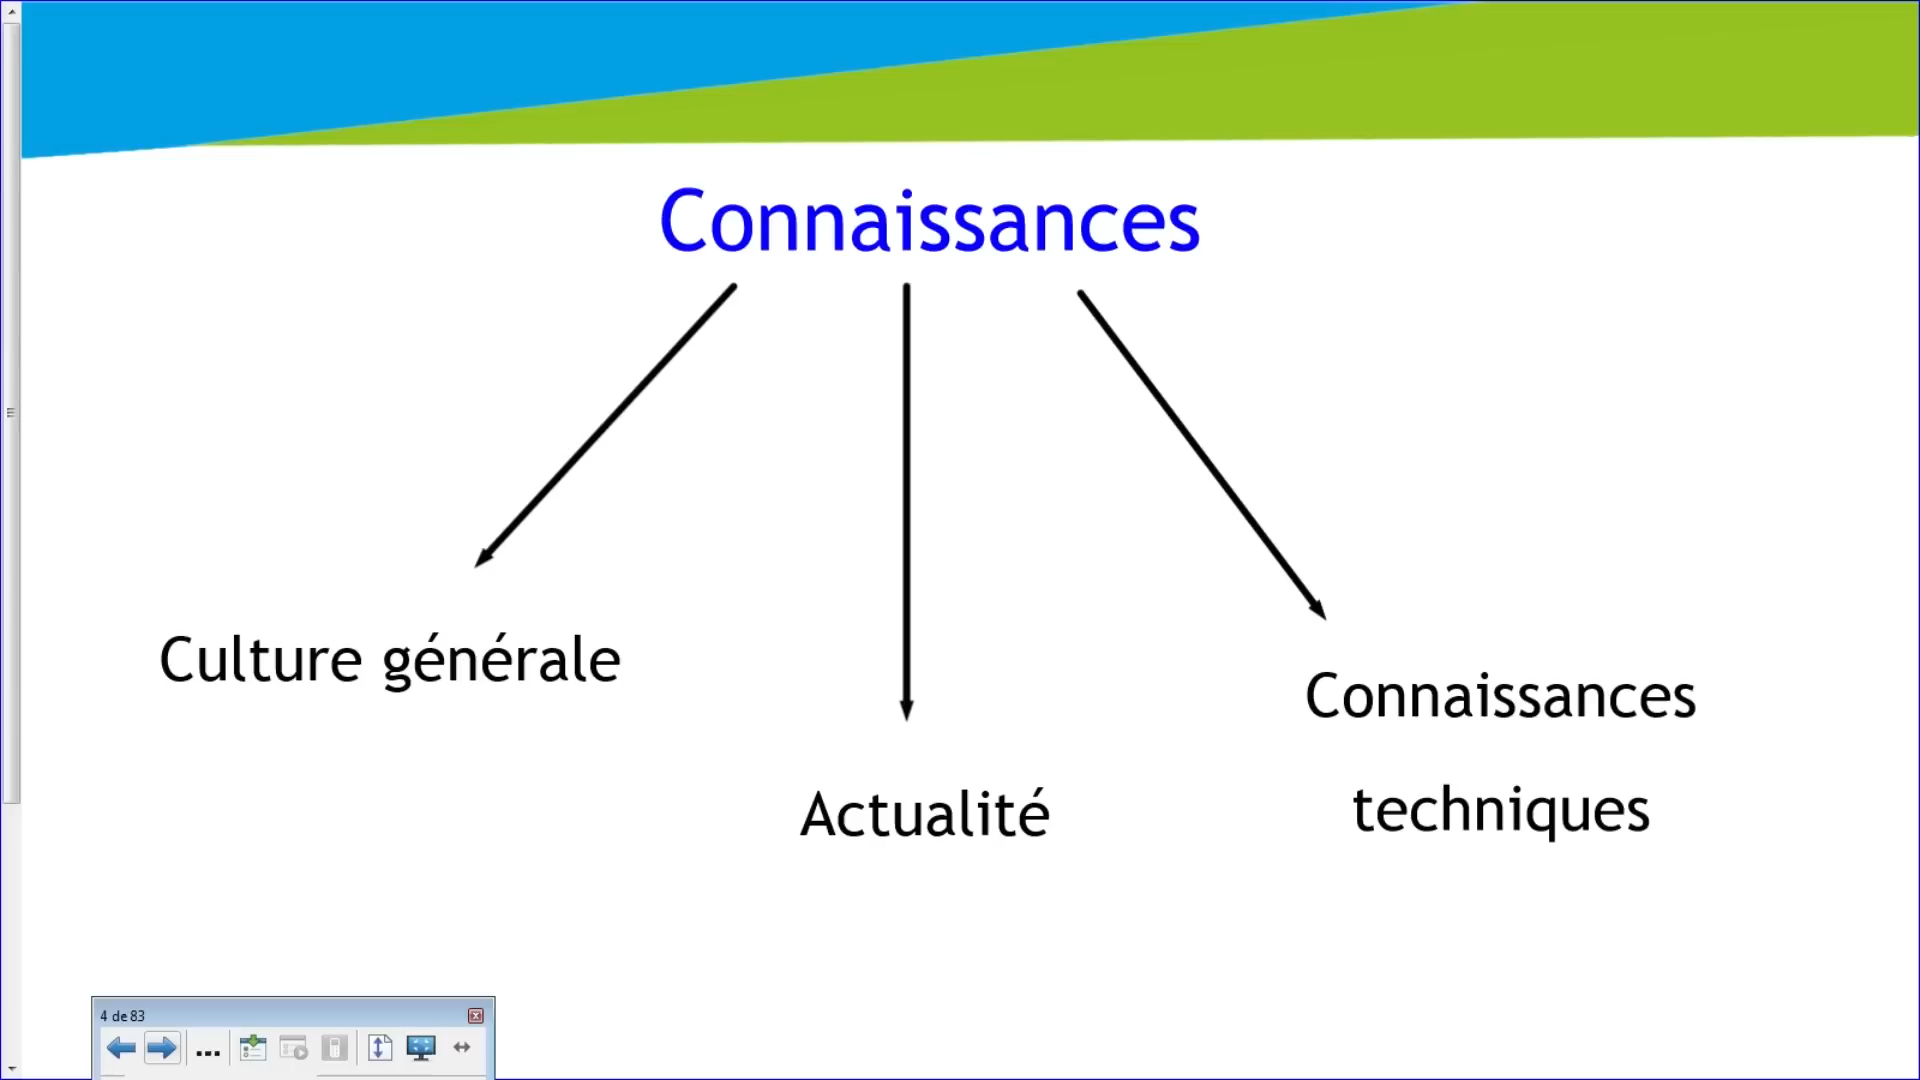 Connaissances
Culture générale
Actualité
Connaissances
techniques
4 de 83